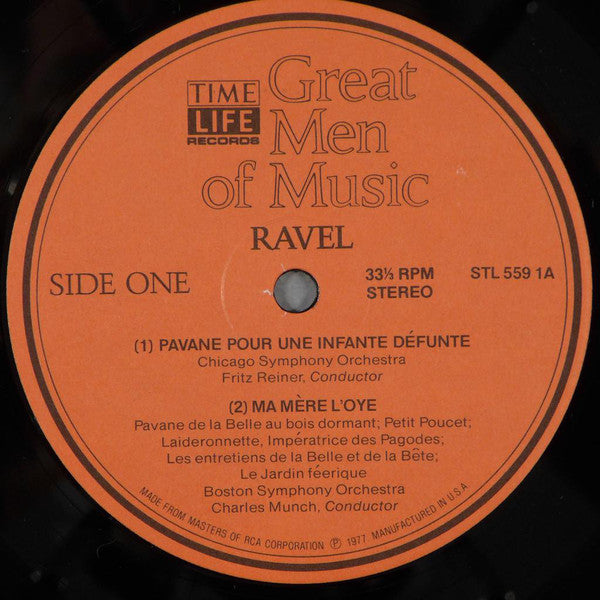 TIME
LIFE
RECORDS
Great
Men
of Music
RAVEL
SIDE ONE
33⅓ RPM
STEREO
STL 559 1A
(1) PAVANE POUR UNE INFANTE DÉFUNTE
Chicago Symphony Orchestra
Fritz Reiner, Conductor
(2) MA MÈRE L'OYE
Pavane de la Belle au bois dormant; Petit Poucet;
Laideronnette, Impératrice des Pagodes;
Les entretiens de la Belle et de la Bête;
Le Jardin féerique
Boston Symphony Orchestra
Charles Munch, Conductor
MADE FROM MASTERS OF RCA CORPORATION ℗ 1977 MANUFACTURED IN U.S.A